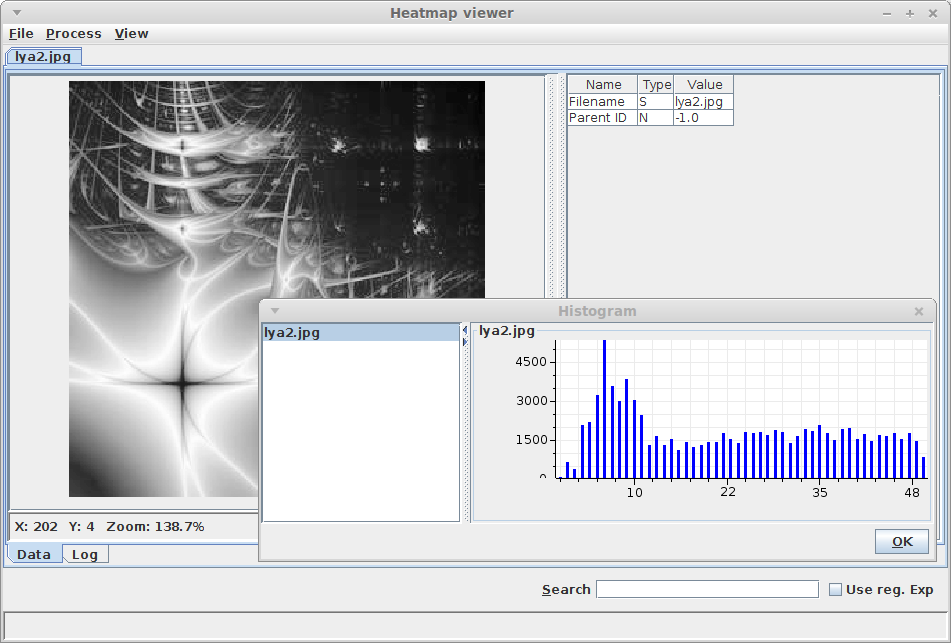 Heatmap viewer
File Process View
lya2.jpg
Name Type Value
Filename S lya2.jpg
Parent ID N -1.0
Histogram
lya2.jpg
lya2.jpg
4500
3000
1500
0
10 22 35 48
OK
X: 202 Y: 4 Zoom: 138.7%
Data Log
Search Use reg. Exp